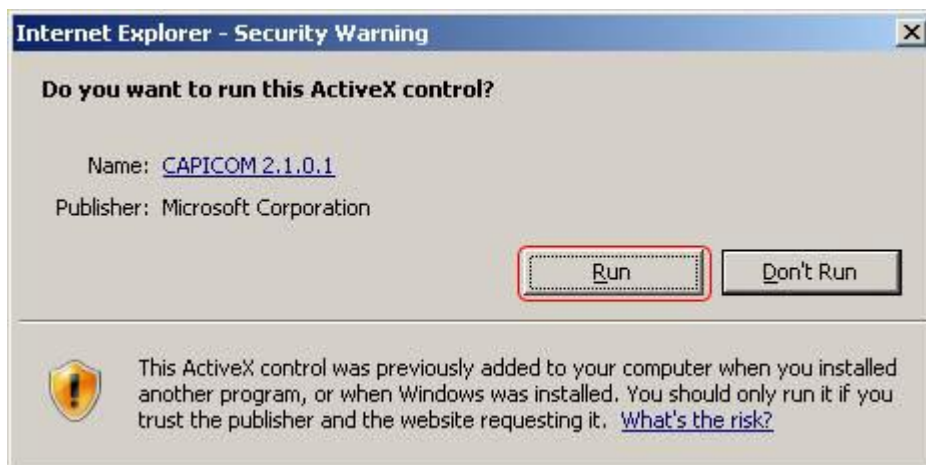 Internet Explorer - Security Warning
Do you want to run this ActiveX control?
Name: CAPICOM 2.1.0.1
Publisher: Microsoft Corporation
Run Don't Run
This ActiveX control was previously added to your computer when you installed
another program, or when Windows was installed. You should only run it if you
trust the publisher and the website requesting it. What's the risk?